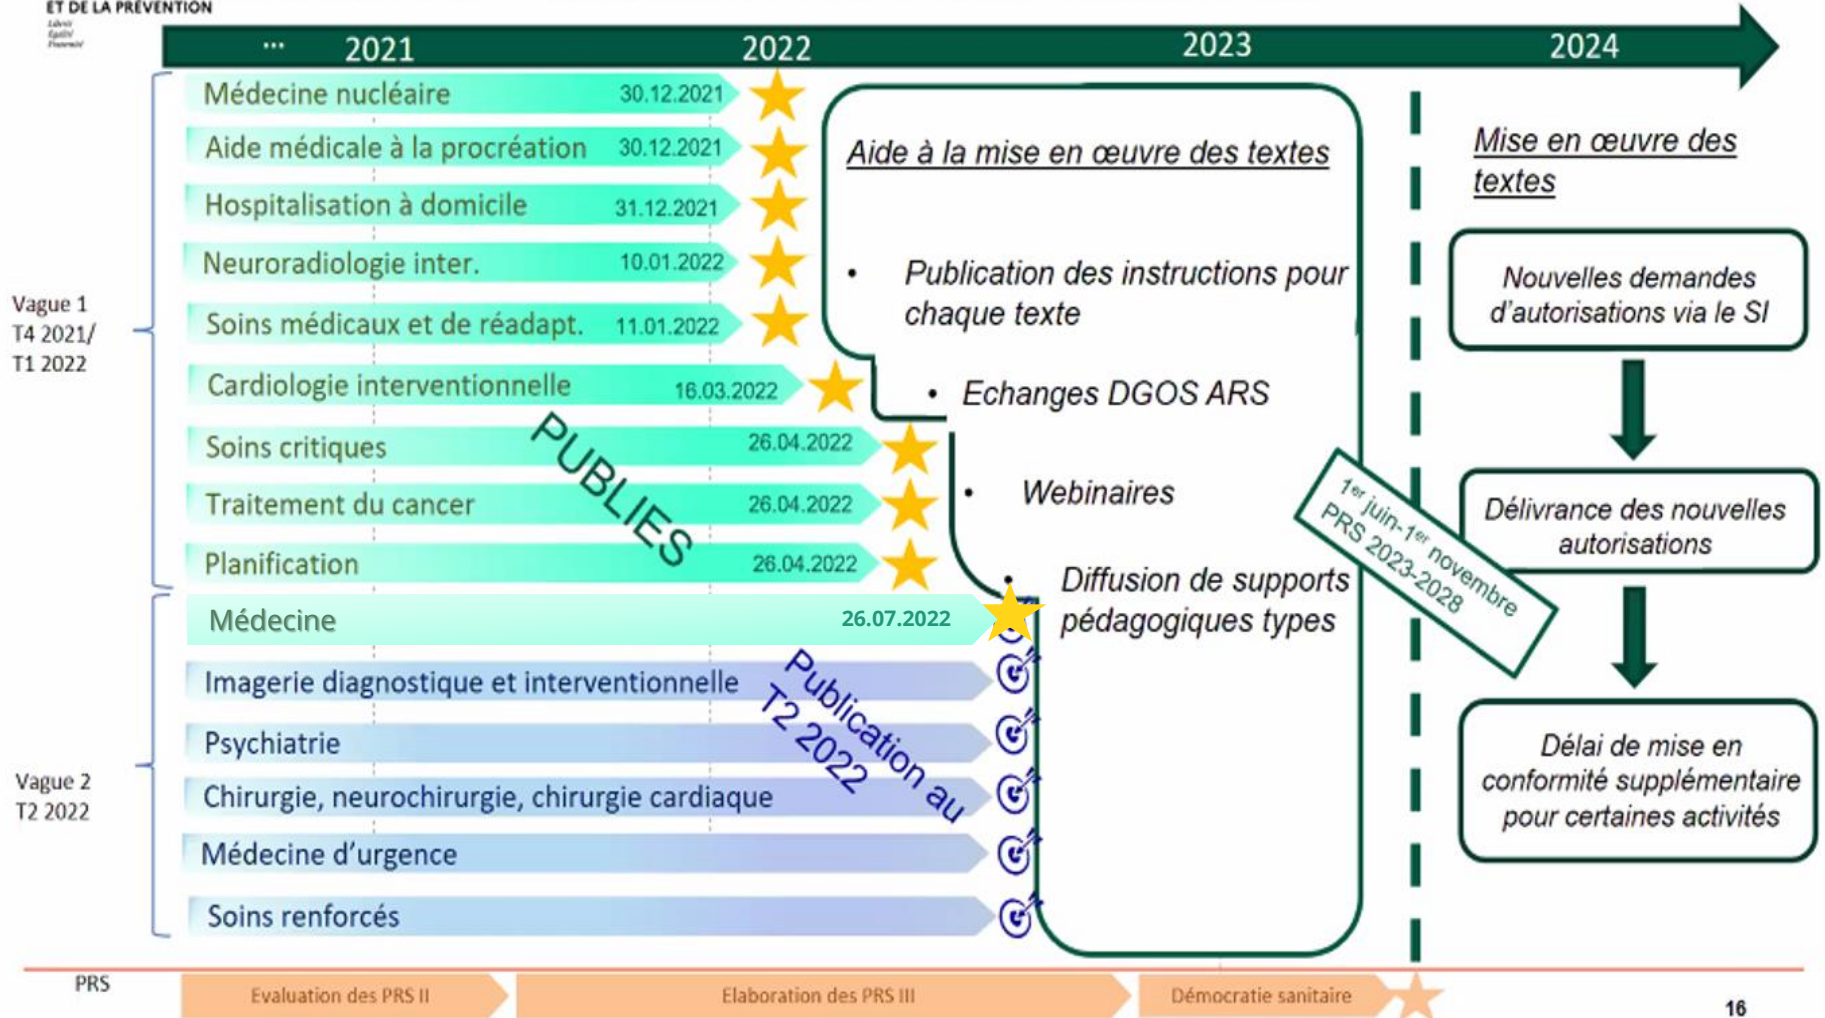 ET DE LA PRÉVENTION
Liberté
Égalité
Fraternité
... 2021 2022 2023 2024
Vague 1
T4 2021/
T1 2022
Médecine nucléaire 30.12.2021
Aide médicale à la procréation 30.12.2021
Hospitalisation à domicile 31.12.2021
Neuroradiologie inter. 10.01.2022
Soins médicaux et de réadapt. 11.01.2022
Cardiologie interventionnelle 16.03.2022
Soins critiques 26.04.2022
Traitement du cancer 26.04.2022
Planification 26.04.2022
PUBLIES
Vague 2
T2 2022
Médecine 26.07.2022
Imagerie diagnostique et interventionnelle
Psychiatrie
Chirurgie, neurochirurgie, chirurgie cardiaque
Médecine d'urgence
Soins renforcés
Publication au
T2 2022
Aide à la mise en œuvre des textes
• Publication des instructions pour
chaque texte
• Echanges DGOS ARS
• Webinaires
• Diffusion de supports
pédagogiques types
1er juin-1er novembre
PRS 2023-2028
Mise en œuvre des
textes
Nouvelles demandes
d'autorisations via le SI
Délivrance des nouvelles
autorisations
Délai de mise en
conformité supplémentaire
pour certaines activités
PRS
Evaluation des PRS II
Elaboration des PRS III
Démocratie sanitaire
16